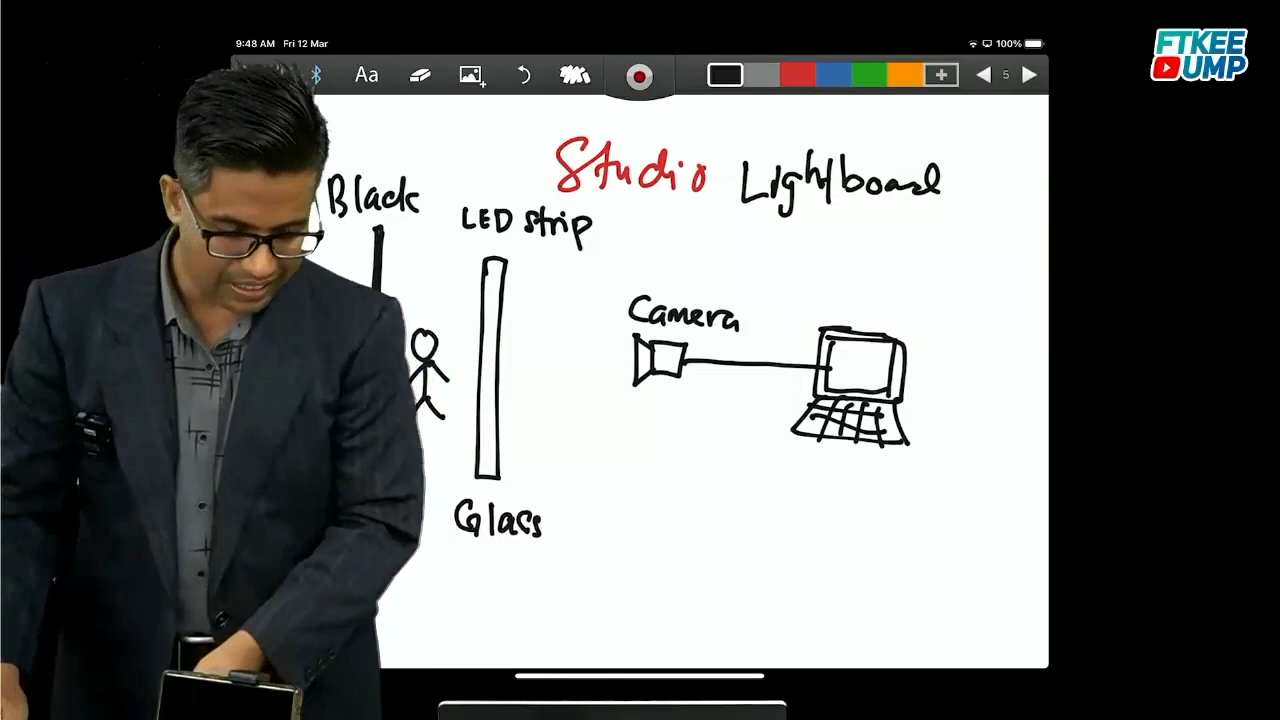 9:48 AM Fri 12 Mar
100%
FTKEE
UMP
Aa
5
Studio Lightboard
Black
LED Strip
Camera
Glass